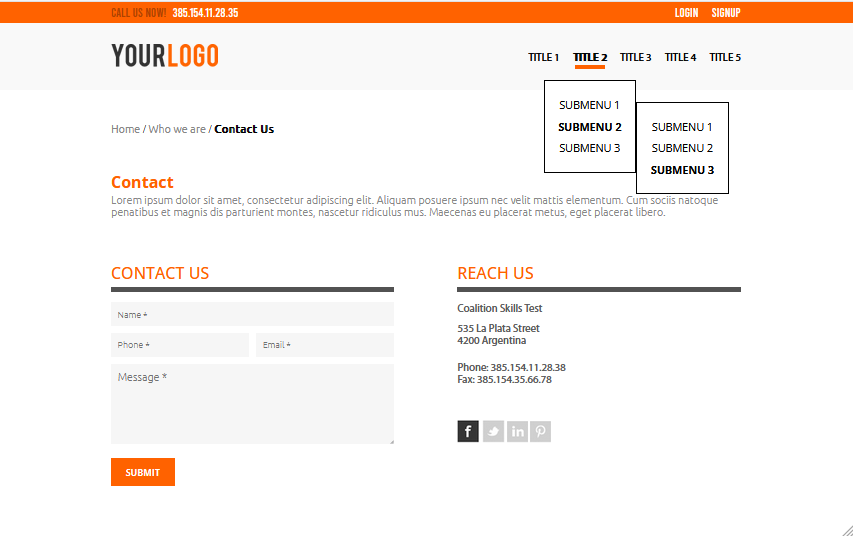 CALL US NOW! 385.154.11.28.35 LOGIN SIGNUP
YOURLOGO TITLE 1 TITLE 2 TITLE 3 TITLE 4 TITLE 5
SUBMENU 1
SUBMENU 2
SUBMENU 3
SUBMENU 1
SUBMENU 2
SUBMENU 3
Home / Who we are / Contact Us
Contact
Lorem ipsum dolor sit amet, consectetur adipiscing elit. Aliquam posuere ipsum nec velit mattis elementum. Cum sociis natoque
penatibus et magnis dis parturient montes, nascetur ridiculus mus. Maecenas eu placerat metus, eget placerat libero.
CONTACT US
Name *
Phone * Email *
Message *
SUBMIT
REACH US
Coalition Skills Test
535 La Plata Street
4200 Argentina
Phone: 385.154.11.28.38
Fax: 385.154.35.66.78